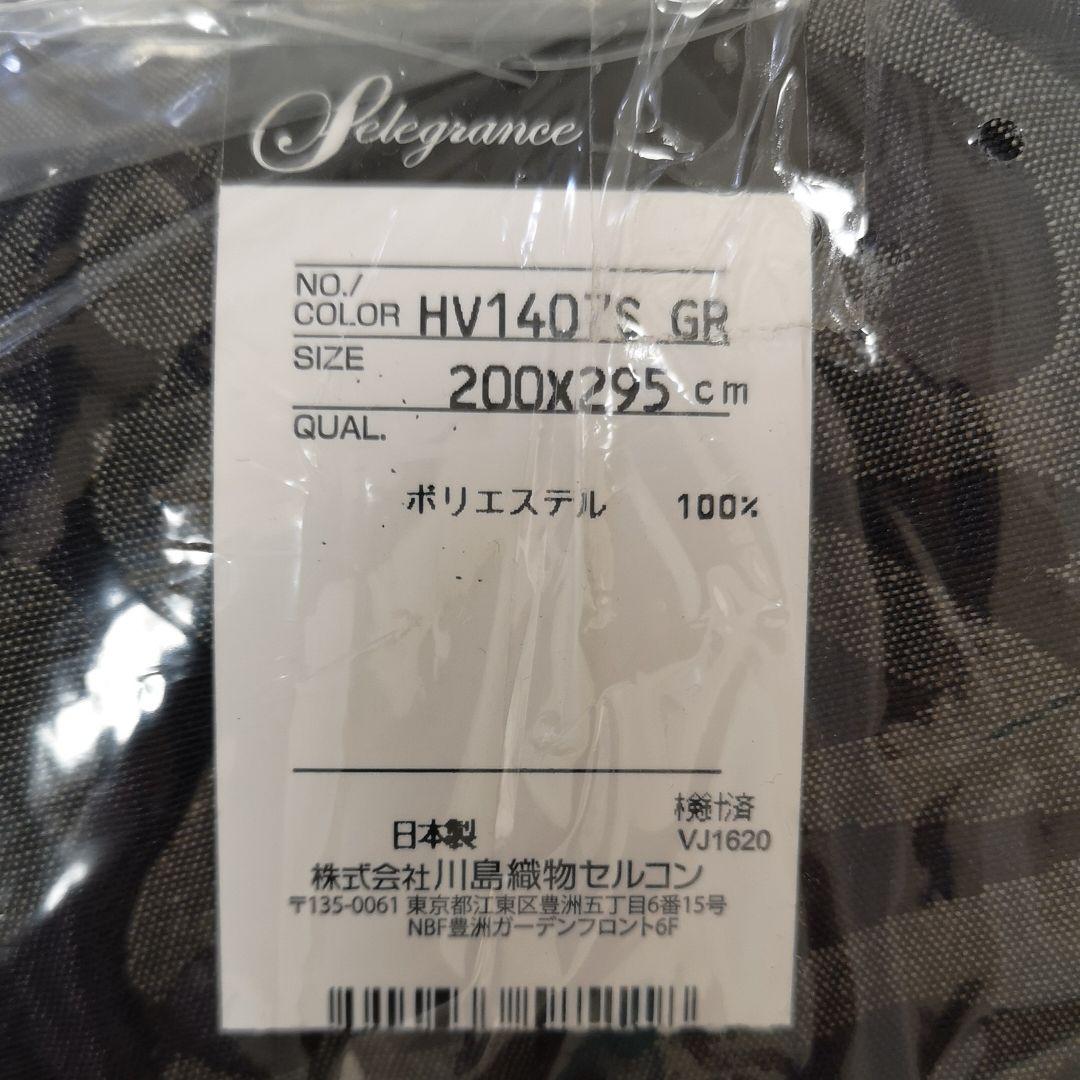 Selegrance
NO./
COLOR HV1407S GR
SIZE
200X295 cm
QUAL.
ポリエステル 100%
検針済
日本製
VJ1620
株式会社川島織物セルコン
〒135-0061 東京都江東区豊洲五丁目6番15号
NBF豊洲ガーデンフロント6F